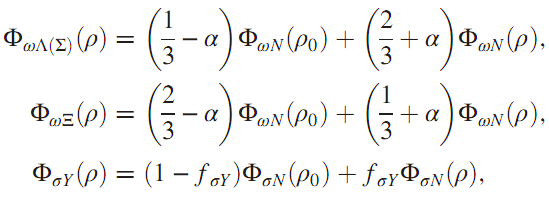 Φ_{ωΛ(Σ)}(ρ) = (1/3 − α) Φ_{ωN}(ρ_0) + (2/3 + α) Φ_{ωN}(ρ),
Φ_{ωΞ}(ρ) = (2/3 − α) Φ_{ωN}(ρ_0) + (1/3 + α) Φ_{ωN}(ρ),
Φ_{σY}(ρ) = (1 − f_{σY})Φ_{σN}(ρ_0) + f_{σY}Φ_{σN}(ρ),